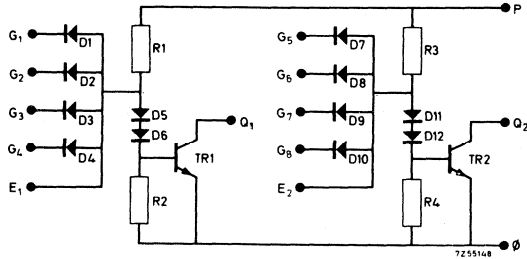 P
G1 D1 R1 G5 D7 R3
G2 D2 G6 D8
G3 D3 D5 G7 D9 D11
D6 Q1 D12 Q2
G4 D4 G8 D10
TR1 TR2
E1 R2 E2 R4
Ø
7Z55148